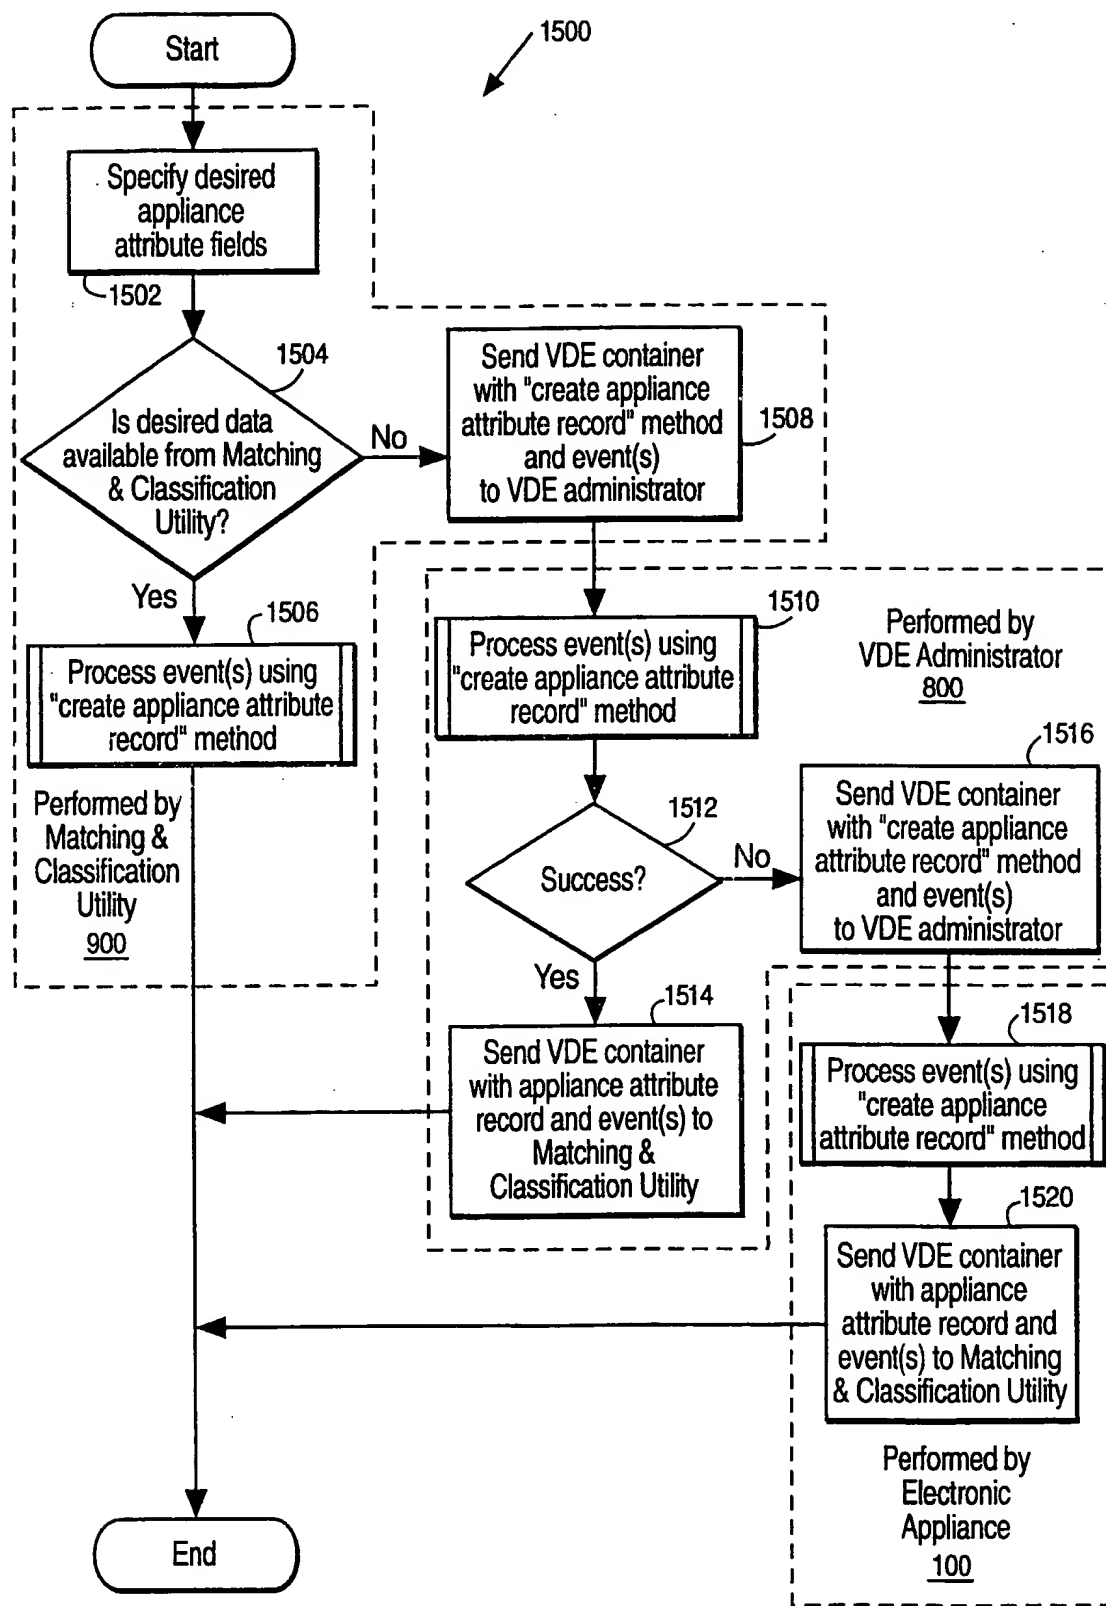 Start
1500
Specify desired
appliance
attribute fields
1502
1504
Is desired data
available from Matching
& Classification
Utility?
No
Yes
Send VDE container
with "create appliance
attribute record" method
and event(s)
to VDE administrator
1508
1506
Process event(s) using
"create appliance attribute
record" method
Performed by
Matching &
Classification
Utility
900
1510
Process event(s) using
"create appliance attribute
record" method
Performed by
VDE Administrator
800
1512
Success?
No
Yes
1516
Send VDE container
with "create appliance
attribute record" method
and event(s)
to VDE administrator
1514
Send VDE container
with appliance attribute
record and event(s) to
Matching &
Classification Utility
1518
Process event(s) using
"create appliance
attribute record" method
1520
Send VDE container
with appliance
attribute record and
event(s) to Matching
& Classification Utility
Performed by
Electronic
Appliance
100
End